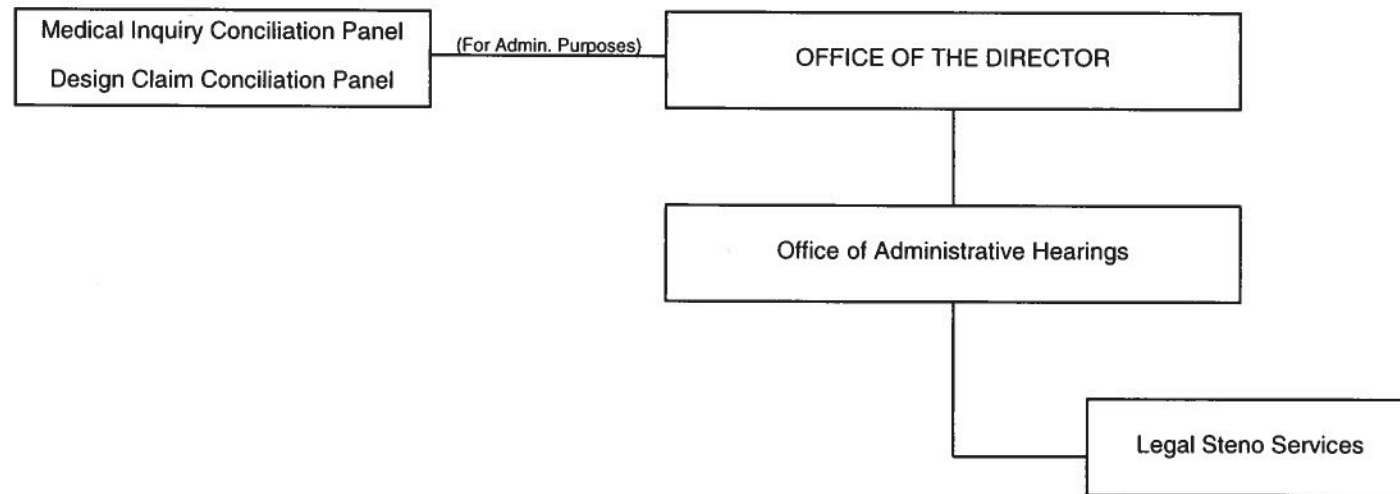 Medical Inquiry Conciliation Panel
Design Claim Conciliation Panel
(For Admin. Purposes)
OFFICE OF THE DIRECTOR
Office of Administrative Hearings
Legal Steno Services